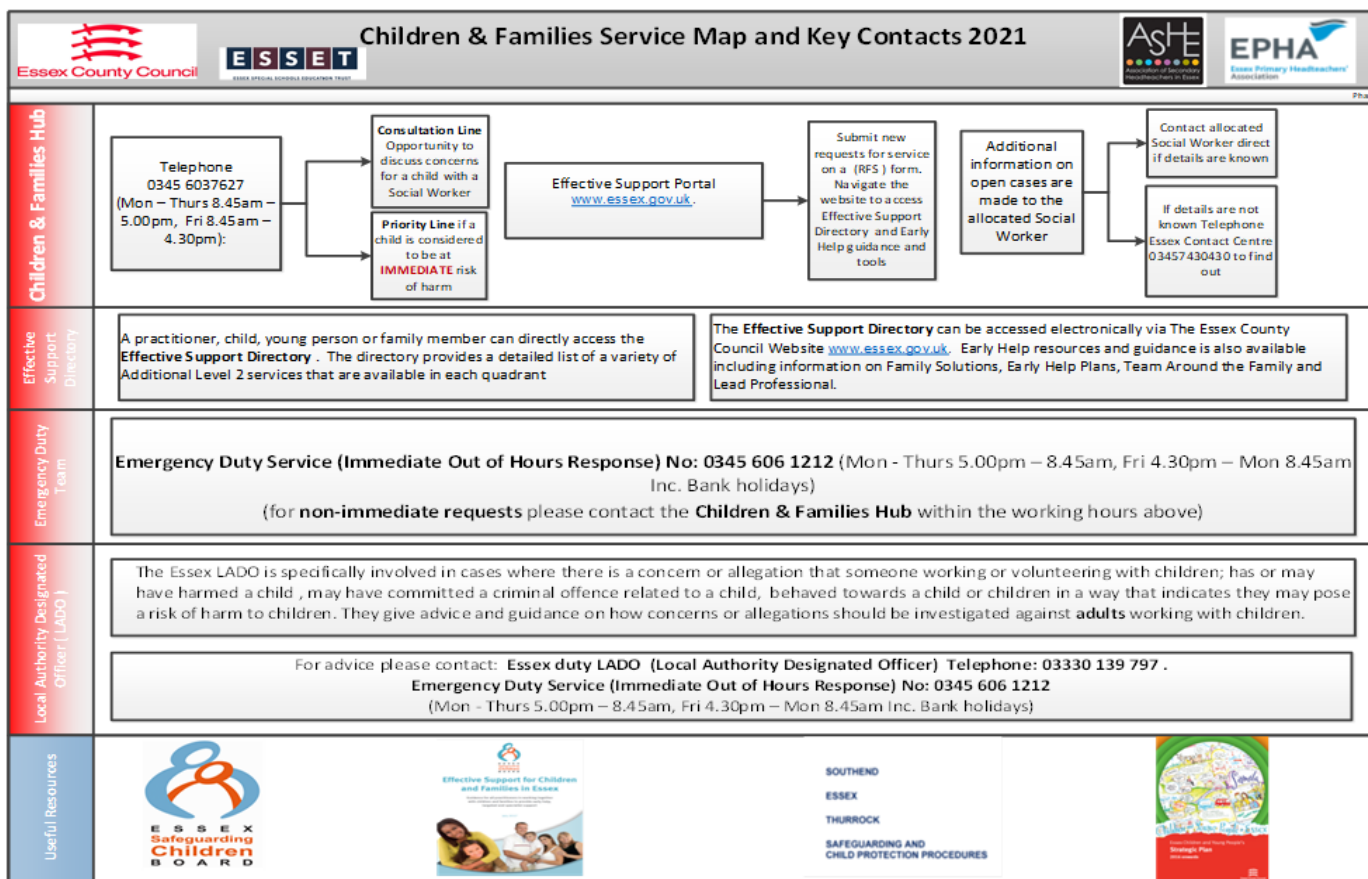 Essex County Council
ESSET
ESSEX SPECIAL SCHOOLS EDUCATION TRUST
Children & Families Service Map and Key Contacts 2021
ASHE
Association of Secondary
Headteachers in Essex
EPHA
Essex Primary Headteachers'
Association
Pha
Children & Families Hub
Telephone
0345 6037627
(Mon – Thurs 8.45am –
5.00pm, Fri 8.45am –
4.30pm):
Consultation Line
Opportunity to
discuss concerns
for a child with a
Social Worker
Priority Line if a
child is considered
to be at
IMMEDIATE risk
of harm
Effective Support Portal
www.essex.gov.uk.
Submit new
requests for service
on a (RFS ) form.
Navigate the
website to access
Effective Support
Directory and Early
Help guidance and
tools
Additional
information on
open cases are
made to the
allocated Social
Worker
Contact allocated
Social Worker direct
if details are known
If details are not
known Telephone
Essex Contact Centre
03457430430 to find
out
Effective
Support
Directory
A practitioner, child, young person or family member can directly access the
Effective Support Directory . The directory provides a detailed list of a variety of
Additional Level 2 services that are available in each quadrant
The Effective Support Directory can be accessed electronically via The Essex County
Council Website www.essex.gov.uk. Early Help resources and guidance is also available
including information on Family Solutions, Early Help Plans, Team Around the Family and
Lead Professional.
Emergency Duty
Team
Emergency Duty Service (Immediate Out of Hours Response) No: 0345 606 1212 (Mon - Thurs 5.00pm – 8.45am, Fri 4.30pm – Mon 8.45am
Inc. Bank holidays)
(for non-immediate requests please contact the Children & Families Hub within the working hours above)
Local Authority Designated
Officer ( LADO )
The Essex LADO is specifically involved in cases where there is a concern or allegation that someone working or volunteering with children; has or may
have harmed a child , may have committed a criminal offence related to a child, behaved towards a child or children in a way that indicates they may pose
a risk of harm to children. They give advice and guidance on how concerns or allegations should be investigated against adults working with children.
For advice please contact: Essex duty LADO (Local Authority Designated Officer) Telephone: 03330 139 797 .
Emergency Duty Service (Immediate Out of Hours Response) No: 0345 606 1212
(Mon - Thurs 5.00pm – 8.45am, Fri 4.30pm – Mon 8.45am Inc. Bank holidays)
Useful Resources
ESSEX
Safeguarding
Children
BOARD
Effective Support for Children
and Families in Essex
SOUTHEND
ESSEX
THURROCK
SAFEGUARDING AND
CHILD PROTECTION PROCEDURES
Essex Children and Young People's
Strategic Plan